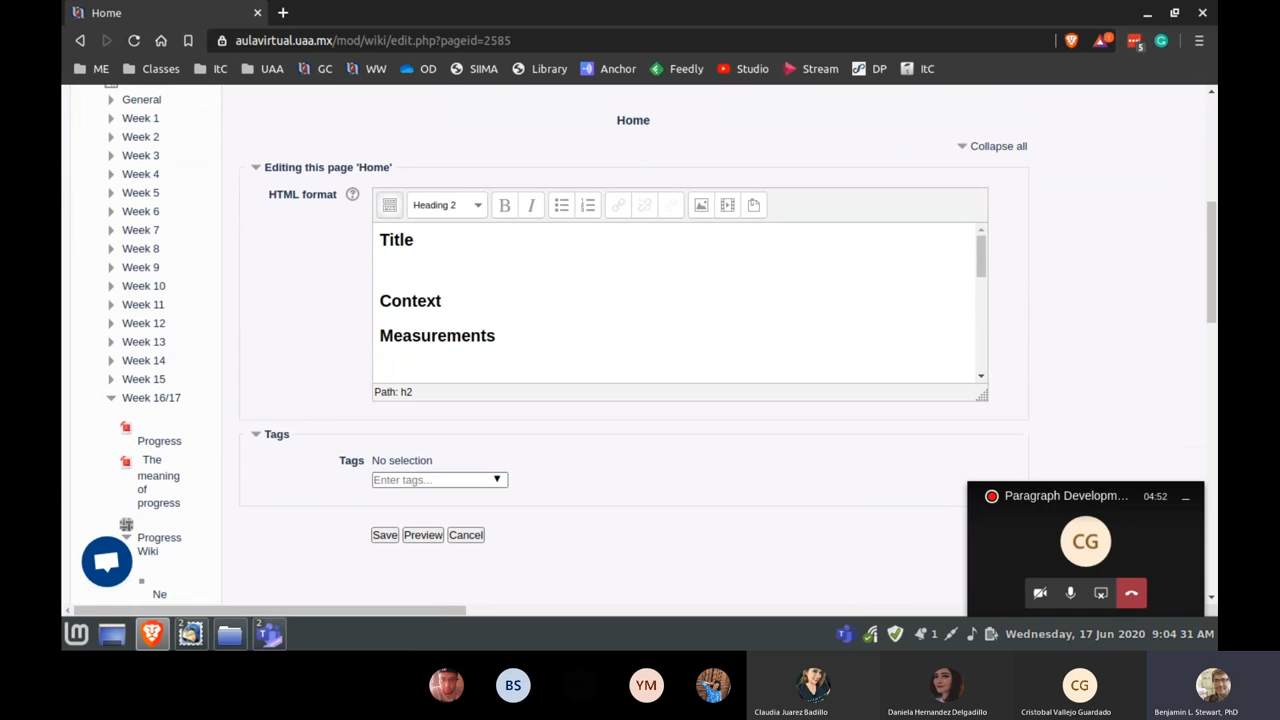 Home
aulavirtual.uaa.mx/mod/wiki/edit.php?pageid=2585
1
5
ME Classes ItC UAA GC WW OD SIIMA Library Anchor Feedly Studio Stream DP ItC
General
Week 1
Week 2
Week 3
Week 4
Week 5
Week 6
Week 7
Week 8
Week 9
Week 10
Week 11
Week 12
Week 13
Week 14
Week 15
Week 16/17
Progress
The
meaning
of
progress
Progress
Wiki
Ne
Home
Collapse all
Editing this page 'Home'
HTML format
Heading 2
B I
Title
Context
Measurements
Path: h2
Tags
Tags No selection
Enter tags...
Save Preview Cancel
Paragraph Developm... 04:52
CG
2
2
1
Wednesday, 17 Jun 2020 9:04:31 AM
BS
YM
CG
Claudia Juarez Badillo
Daniela Hernandez Delgadillo
Cristobal Vallejo Guardado
Benjamin L. Stewart, PhD